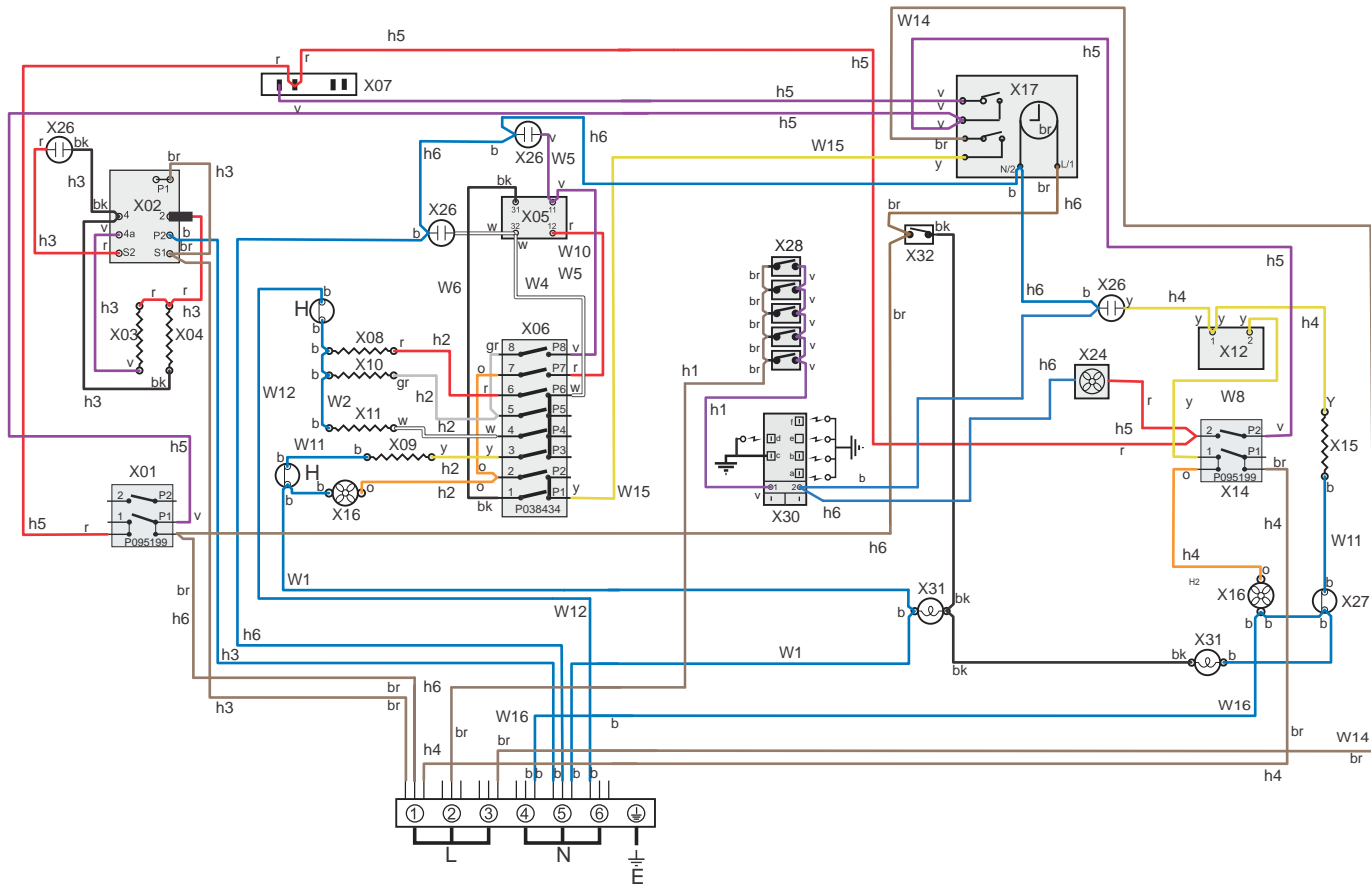 W14
h5
h5
h5
r
r
X07
X17
v
h5
v
h5
v
br
br
y
N/2
L/1
b
br
h6
X26
r
bk
br
h3
h3
P1
X02
bk
4
2
4a
P2
b
v
S2
S1
br
r
h3
h6
b
X26
v
h6
W5
W15
bk
v
31
11
X05
32
12
X26
b
w
w
r
W10
W5
W4
W6
br
X32
bk
h5
X28
br
v
br
v
br
v
br
v
br
v
br
h6
b
X26
y
h4
y
y
y
1
2
X12
h4
h3
r
r
h3
X03
X04
v
bk
h3
b
H
b
X08
r
b
h2
X10
b
gr
h2
W12
W2
X11
b
w
h2
W11
X09
b
b
y
h2
H
b
b
o
X16
X06
gr
8
P8
v
o
7
P7
r
r
6
P6
w
5
P5
w
4
P4
y
3
P3
o
2
P2
o
1
P1
y
bk
P038434
W15
h1
h1
f
d
e
c
b
a
1
2
v
X30
h6
b
X24
h6
r
h5
r
W8
y
2
P2
v
1
P1
o
br
P095199
X14
Y
X15
b
W11
h5
X01
2
P2
1
P1
v
r
P095199
h5
h6
br
h6
W1
W12
b
X31
bk
bk
h4
h4
H2
o
X16
b
b
b
X27
b
h6
h3
W1
X31
bk
b
br
h6
br
h3
br
W16
b
W16
br
h4
br
h4
W14
br
b
b
b
b
b
b
1
2
3
4
5
6
L
N
E